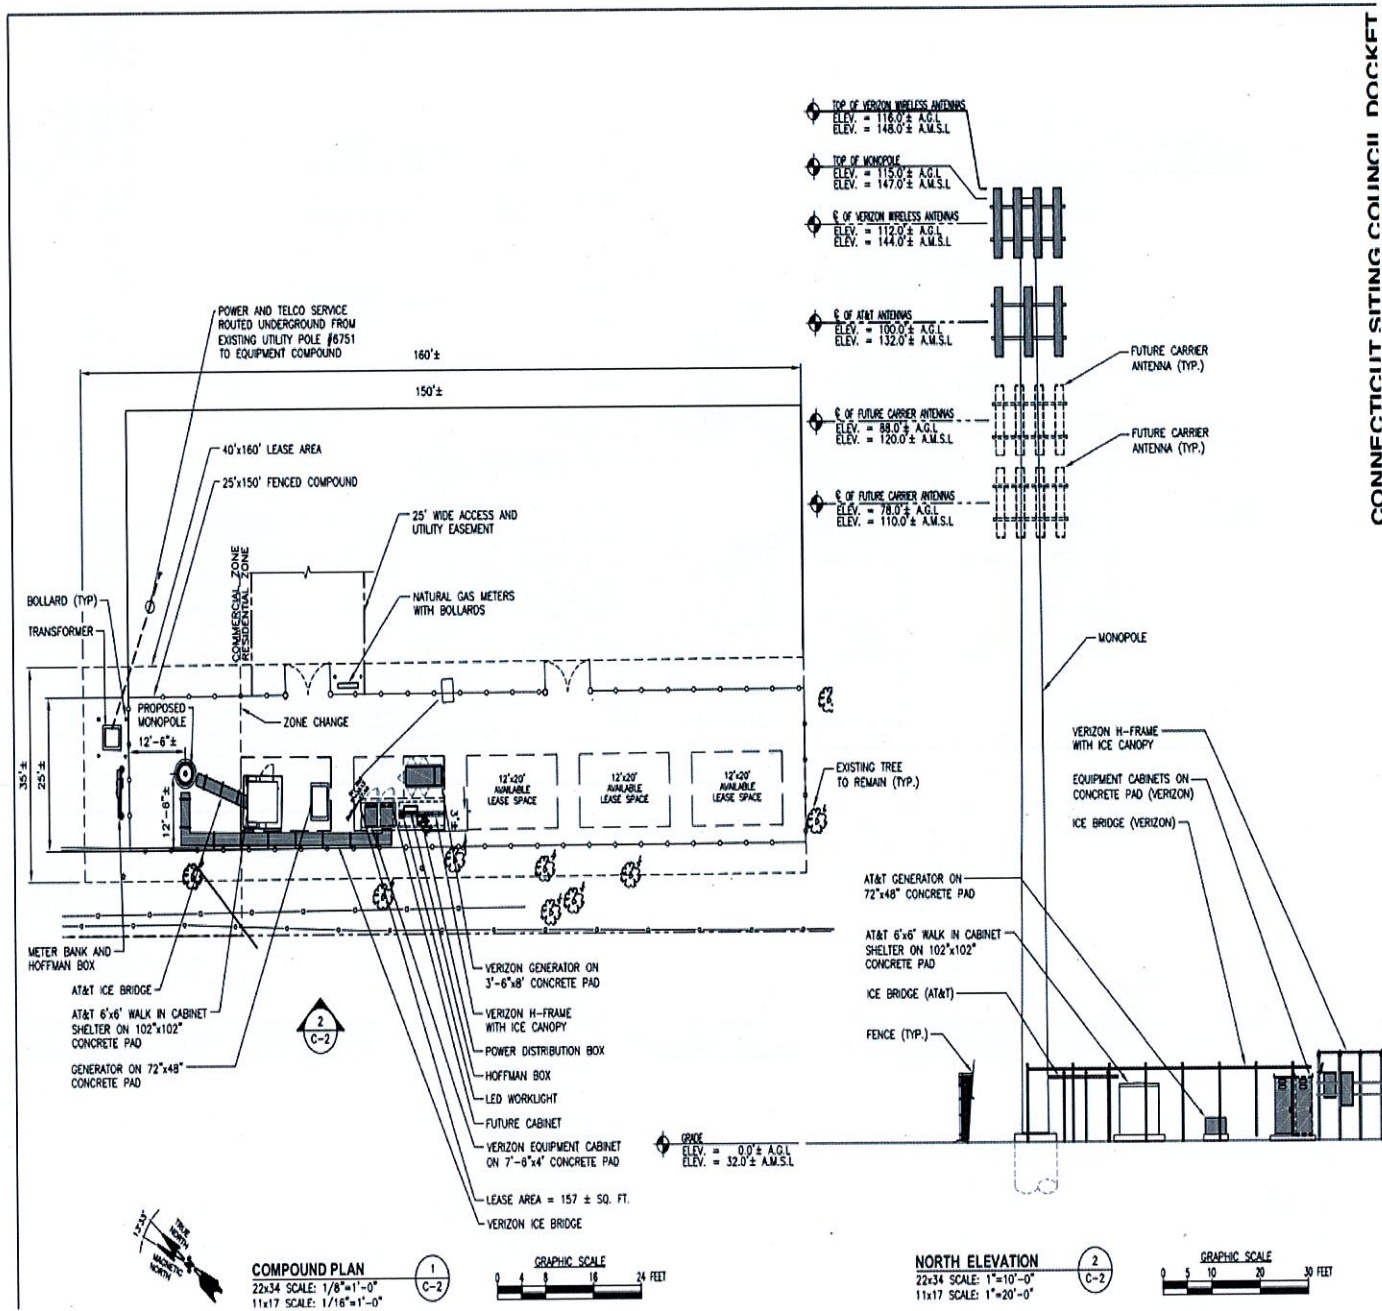 CONNECTICUT SITING COUNCIL DOCKET
TOP OF VERIZON WIRELESS ANTENNAS
ELEV. = 116.0'± A.G.L
ELEV. = 148.0'± A.M.S.L
TOP OF MONOPOLE
ELEV. = 115.0'± A.G.L
ELEV. = 147.0'± A.M.S.L
℄ OF VERIZON WIRELESS ANTENNAS
ELEV. = 112.0'± A.G.L
ELEV. = 144.0'± A.M.S.L
℄ OF AT&T ANTENNAS
ELEV. = 100.0'± A.G.L
ELEV. = 132.0'± A.M.S.L
℄ OF FUTURE CARRIER ANTENNAS
ELEV. = 88.0'± A.G.L
ELEV. = 120.0'± A.M.S.L
℄ OF FUTURE CARRIER ANTENNAS
ELEV. = 78.0'± A.G.L
ELEV. = 110.0'± A.M.S.L
FUTURE CARRIER
ANTENNA (TYP.)
FUTURE CARRIER
ANTENNA (TYP.)
POWER AND TELCO SERVICE
ROUTED UNDERGROUND FROM
EXISTING UTILITY POLE #6751
TO EQUIPMENT COMPOUND
160'±
150'±
40'x160' LEASE AREA
25'x150' FENCED COMPOUND
25' WIDE ACCESS AND
UTILITY EASEMENT
COMMERCIAL ZONE
RESIDENTIAL ZONE
NATURAL GAS METERS
WITH BOLLARDS
BOLLARD (TYP)
TRANSFORMER
PROPOSED
MONOPOLE
12'-6"±
12'-6"±
35'±
25'±
3'±
ZONE CHANGE
12'x20'
AVAILABLE
LEASE SPACE
12'x20'
AVAILABLE
LEASE SPACE
12'x20'
AVAILABLE
LEASE SPACE
EXISTING TREE
TO REMAIN (TYP.)
METER BANK AND
HOFFMAN BOX
AT&T ICE BRIDGE
AT&T 6'x6' WALK IN CABINET
SHELTER ON 102"x102"
CONCRETE PAD
GENERATOR ON 72"x48"
CONCRETE PAD
2
C-2
VERIZON GENERATOR ON
3'-6"x8' CONCRETE PAD
VERIZON H-FRAME
WITH ICE CANOPY
POWER DISTRIBUTION BOX
HOFFMAN BOX
LED WORKLIGHT
FUTURE CABINET
VERIZON EQUIPMENT CABINET
ON 7'-6"x4' CONCRETE PAD
LEASE AREA = 157 ± SQ. FT.
VERIZON ICE BRIDGE
MONOPOLE
VERIZON H-FRAME
WITH ICE CANOPY
EQUIPMENT CABINETS ON
CONCRETE PAD (VERIZON)
ICE BRIDGE (VERIZON)
AT&T GENERATOR ON
72"x48" CONCRETE PAD
AT&T 6'x6' WALK IN CABINET
SHELTER ON 102"x102"
CONCRETE PAD
ICE BRIDGE (AT&T)
FENCE (TYP.)
GRADE
ELEV. = 0.0'± A.G.L
ELEV. = 32.0'± A.M.S.L
TRUE
NORTH
MAGNETIC
NORTH
COMPOUND PLAN
22x34 SCALE: 1/8"=1'-0"
11x17 SCALE: 1/16"=1'-0"
1
C-2
GRAPHIC SCALE
0 4 8 16 24 FEET
NORTH ELEVATION
22x34 SCALE: 1"=10'-0"
11x17 SCALE: 1"=20'-0"
2
C-2
GRAPHIC SCALE
0 5 10 20 30 FEET